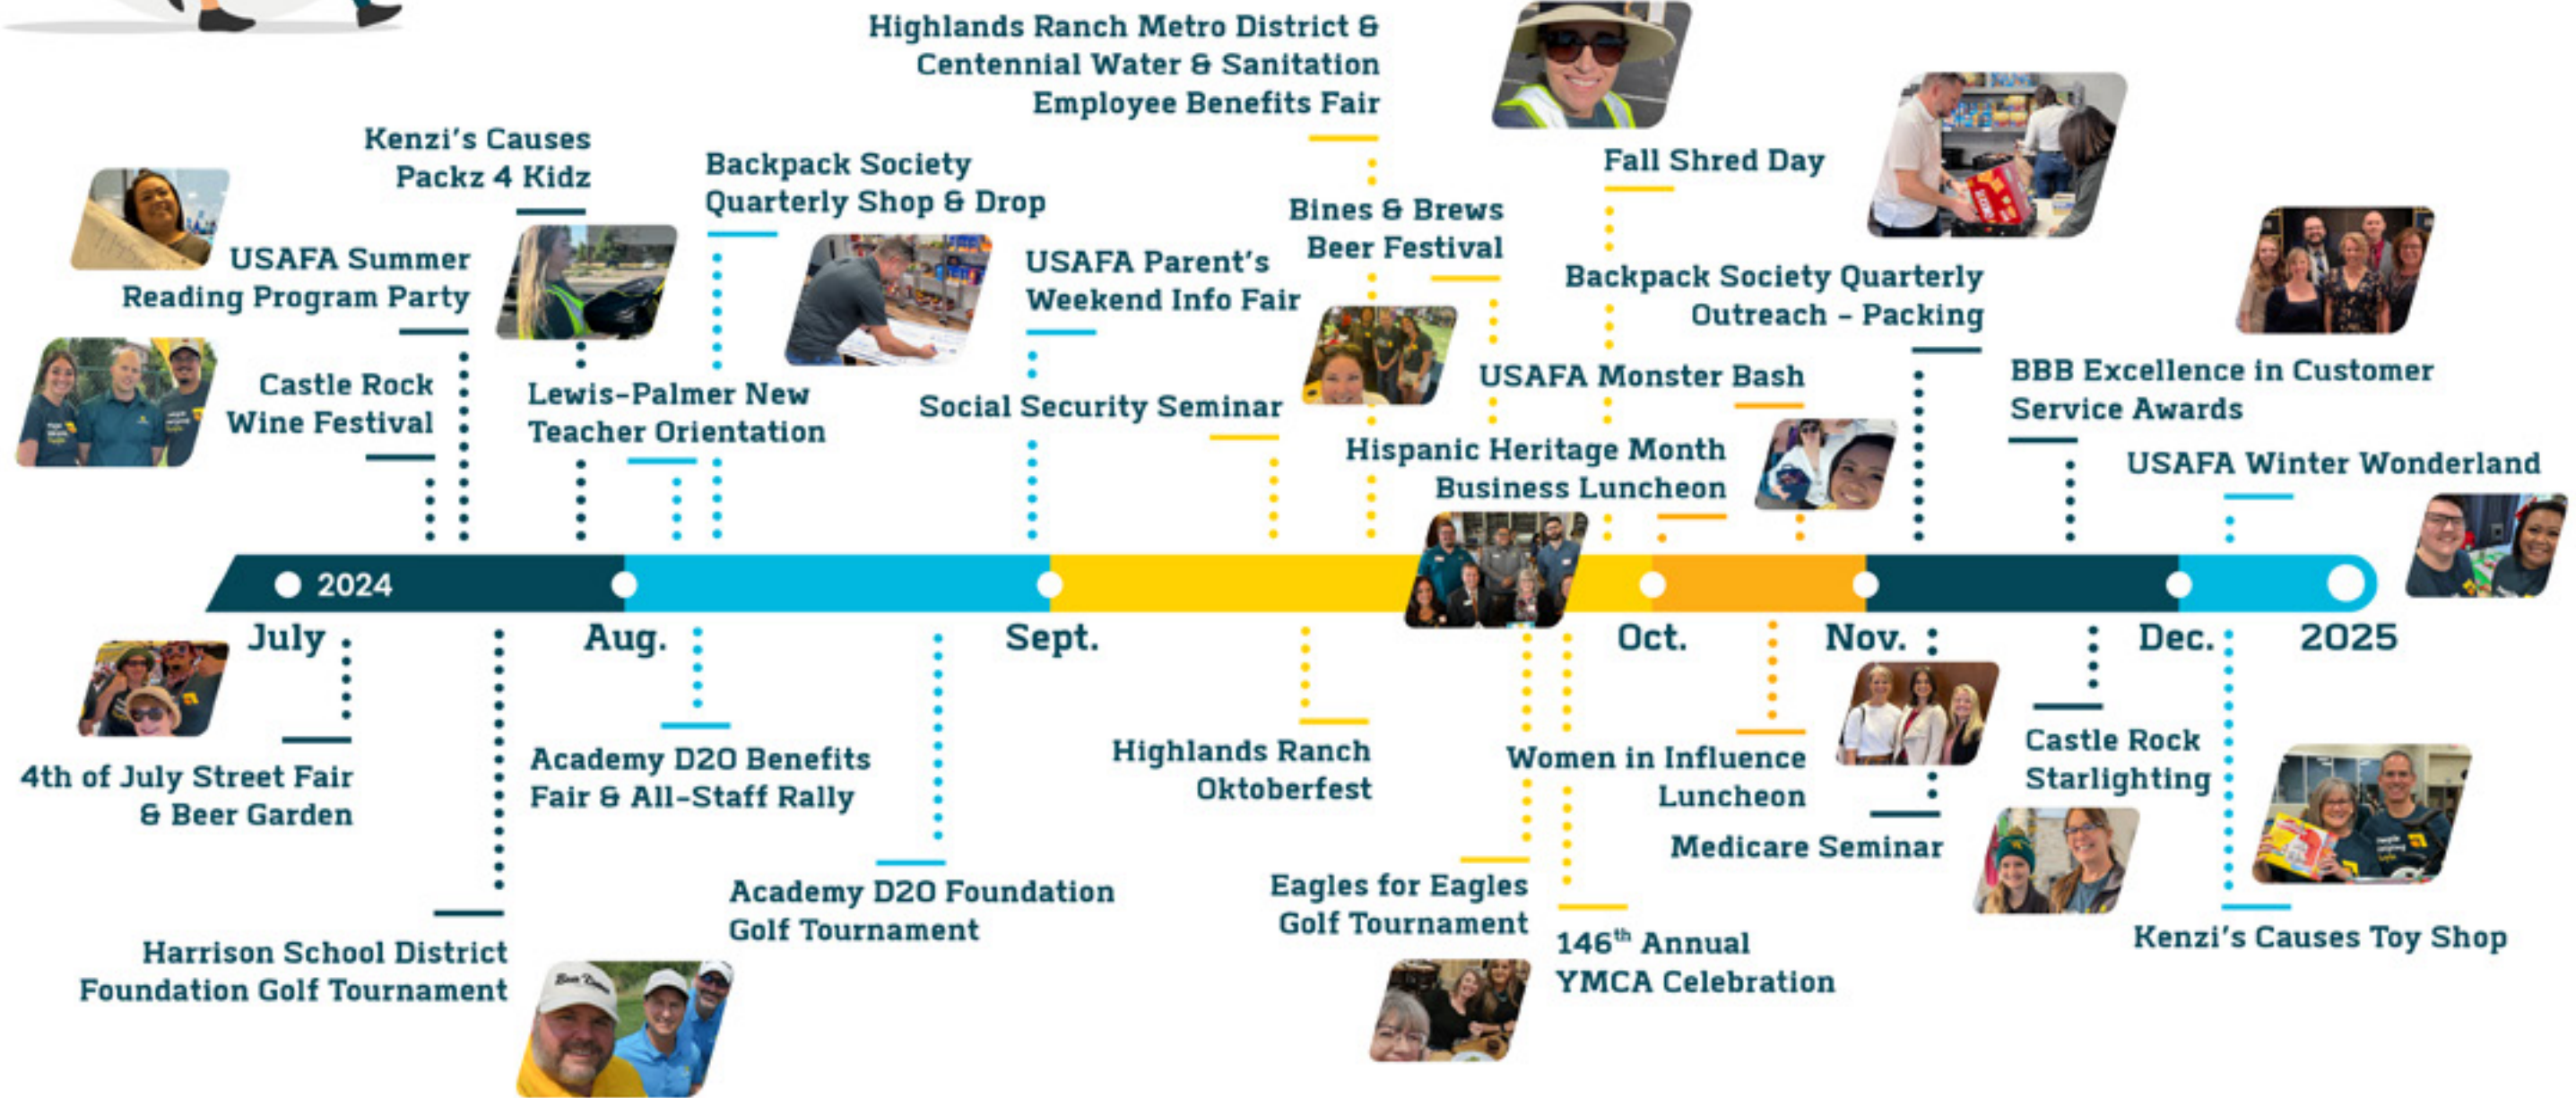 Highlands Ranch Metro District &
Centennial Water & Sanitation
Employee Benefits Fair
Kenzi's Causes
Packz 4 Kidz
Backpack Society
Quarterly Shop & Drop
Fall Shred Day
USAFA Summer
Reading Program Party
USAFA Parent's
Weekend Info Fair
Bines & Brews
Beer Festival
Backpack Society Quarterly
Outreach - Packing
Castle Rock
Wine Festival
Lewis-Palmer New
Teacher Orientation
Social Security Seminar
USAFA Monster Bash
BBB Excellence in Customer
Service Awards
Hispanic Heritage Month
Business Luncheon
USAFA Winter Wonderland
2024
July
Aug.
Sept.
Oct.
Nov.
Dec.
2025
4th of July Street Fair
& Beer Garden
Academy D20 Benefits
Fair & All-Staff Rally
Highlands Ranch
Oktoberfest
Women in Influence
Luncheon
Castle Rock
Starlighting
Medicare Seminar
Harrison School District
Foundation Golf Tournament
Academy D20 Foundation
Golf Tournament
Eagles for Eagles
Golf Tournament
146th Annual
YMCA Celebration
Kenzi's Causes Toy Shop